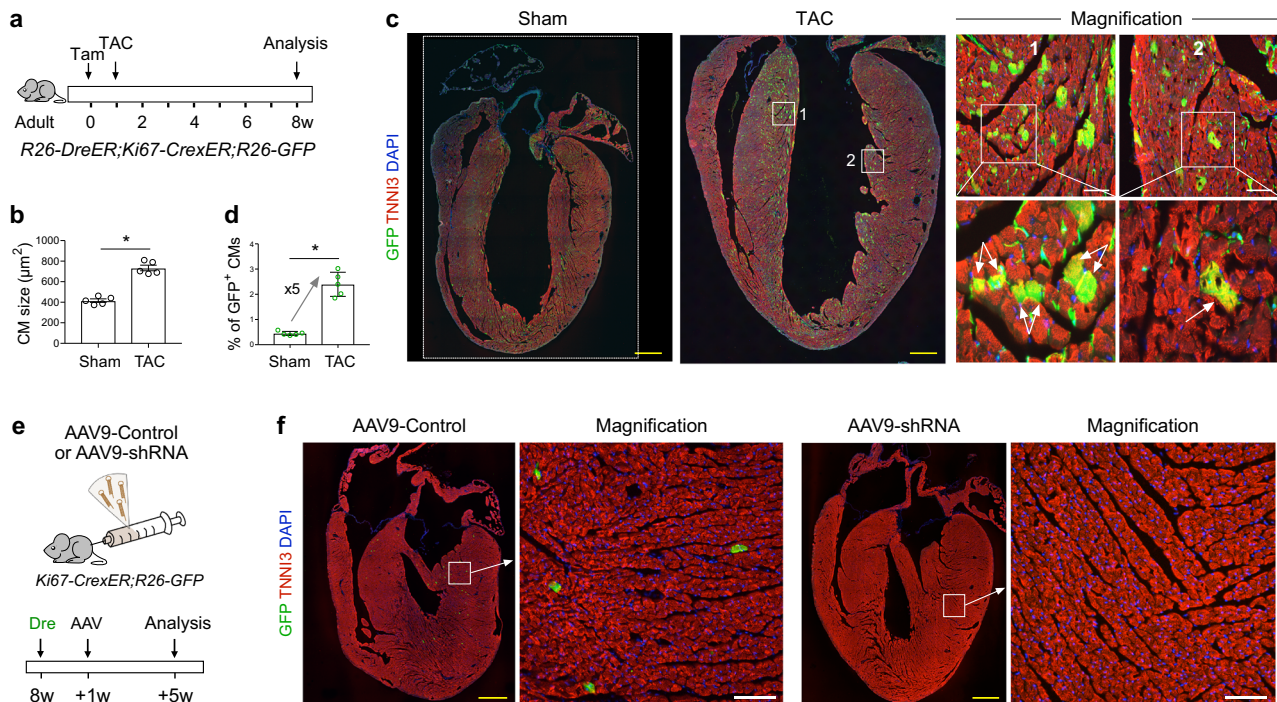 a
Tam
TAC
Analysis
Adult
0
2
4
6
8w
R26-DreER;Ki67-CrexER;R26-GFP
b
CM size (µm²)
1000
800
600
400
200
0
*
Sham
TAC
d
% of GFP⁺ CMs
4
3
2
1
0
*
x5
Sham
TAC
c
Sham
TAC
Magnification
GFP TNNI3 DAPI
1
2
1
2
e
AAV9-Control
or AAV9-shRNA
Ki67-CrexER;R26-GFP
Dre
AAV
Analysis
8w
+1w
+5w
f
AAV9-Control
Magnification
AAV9-shRNA
Magnification
GFP TNNI3 DAPI